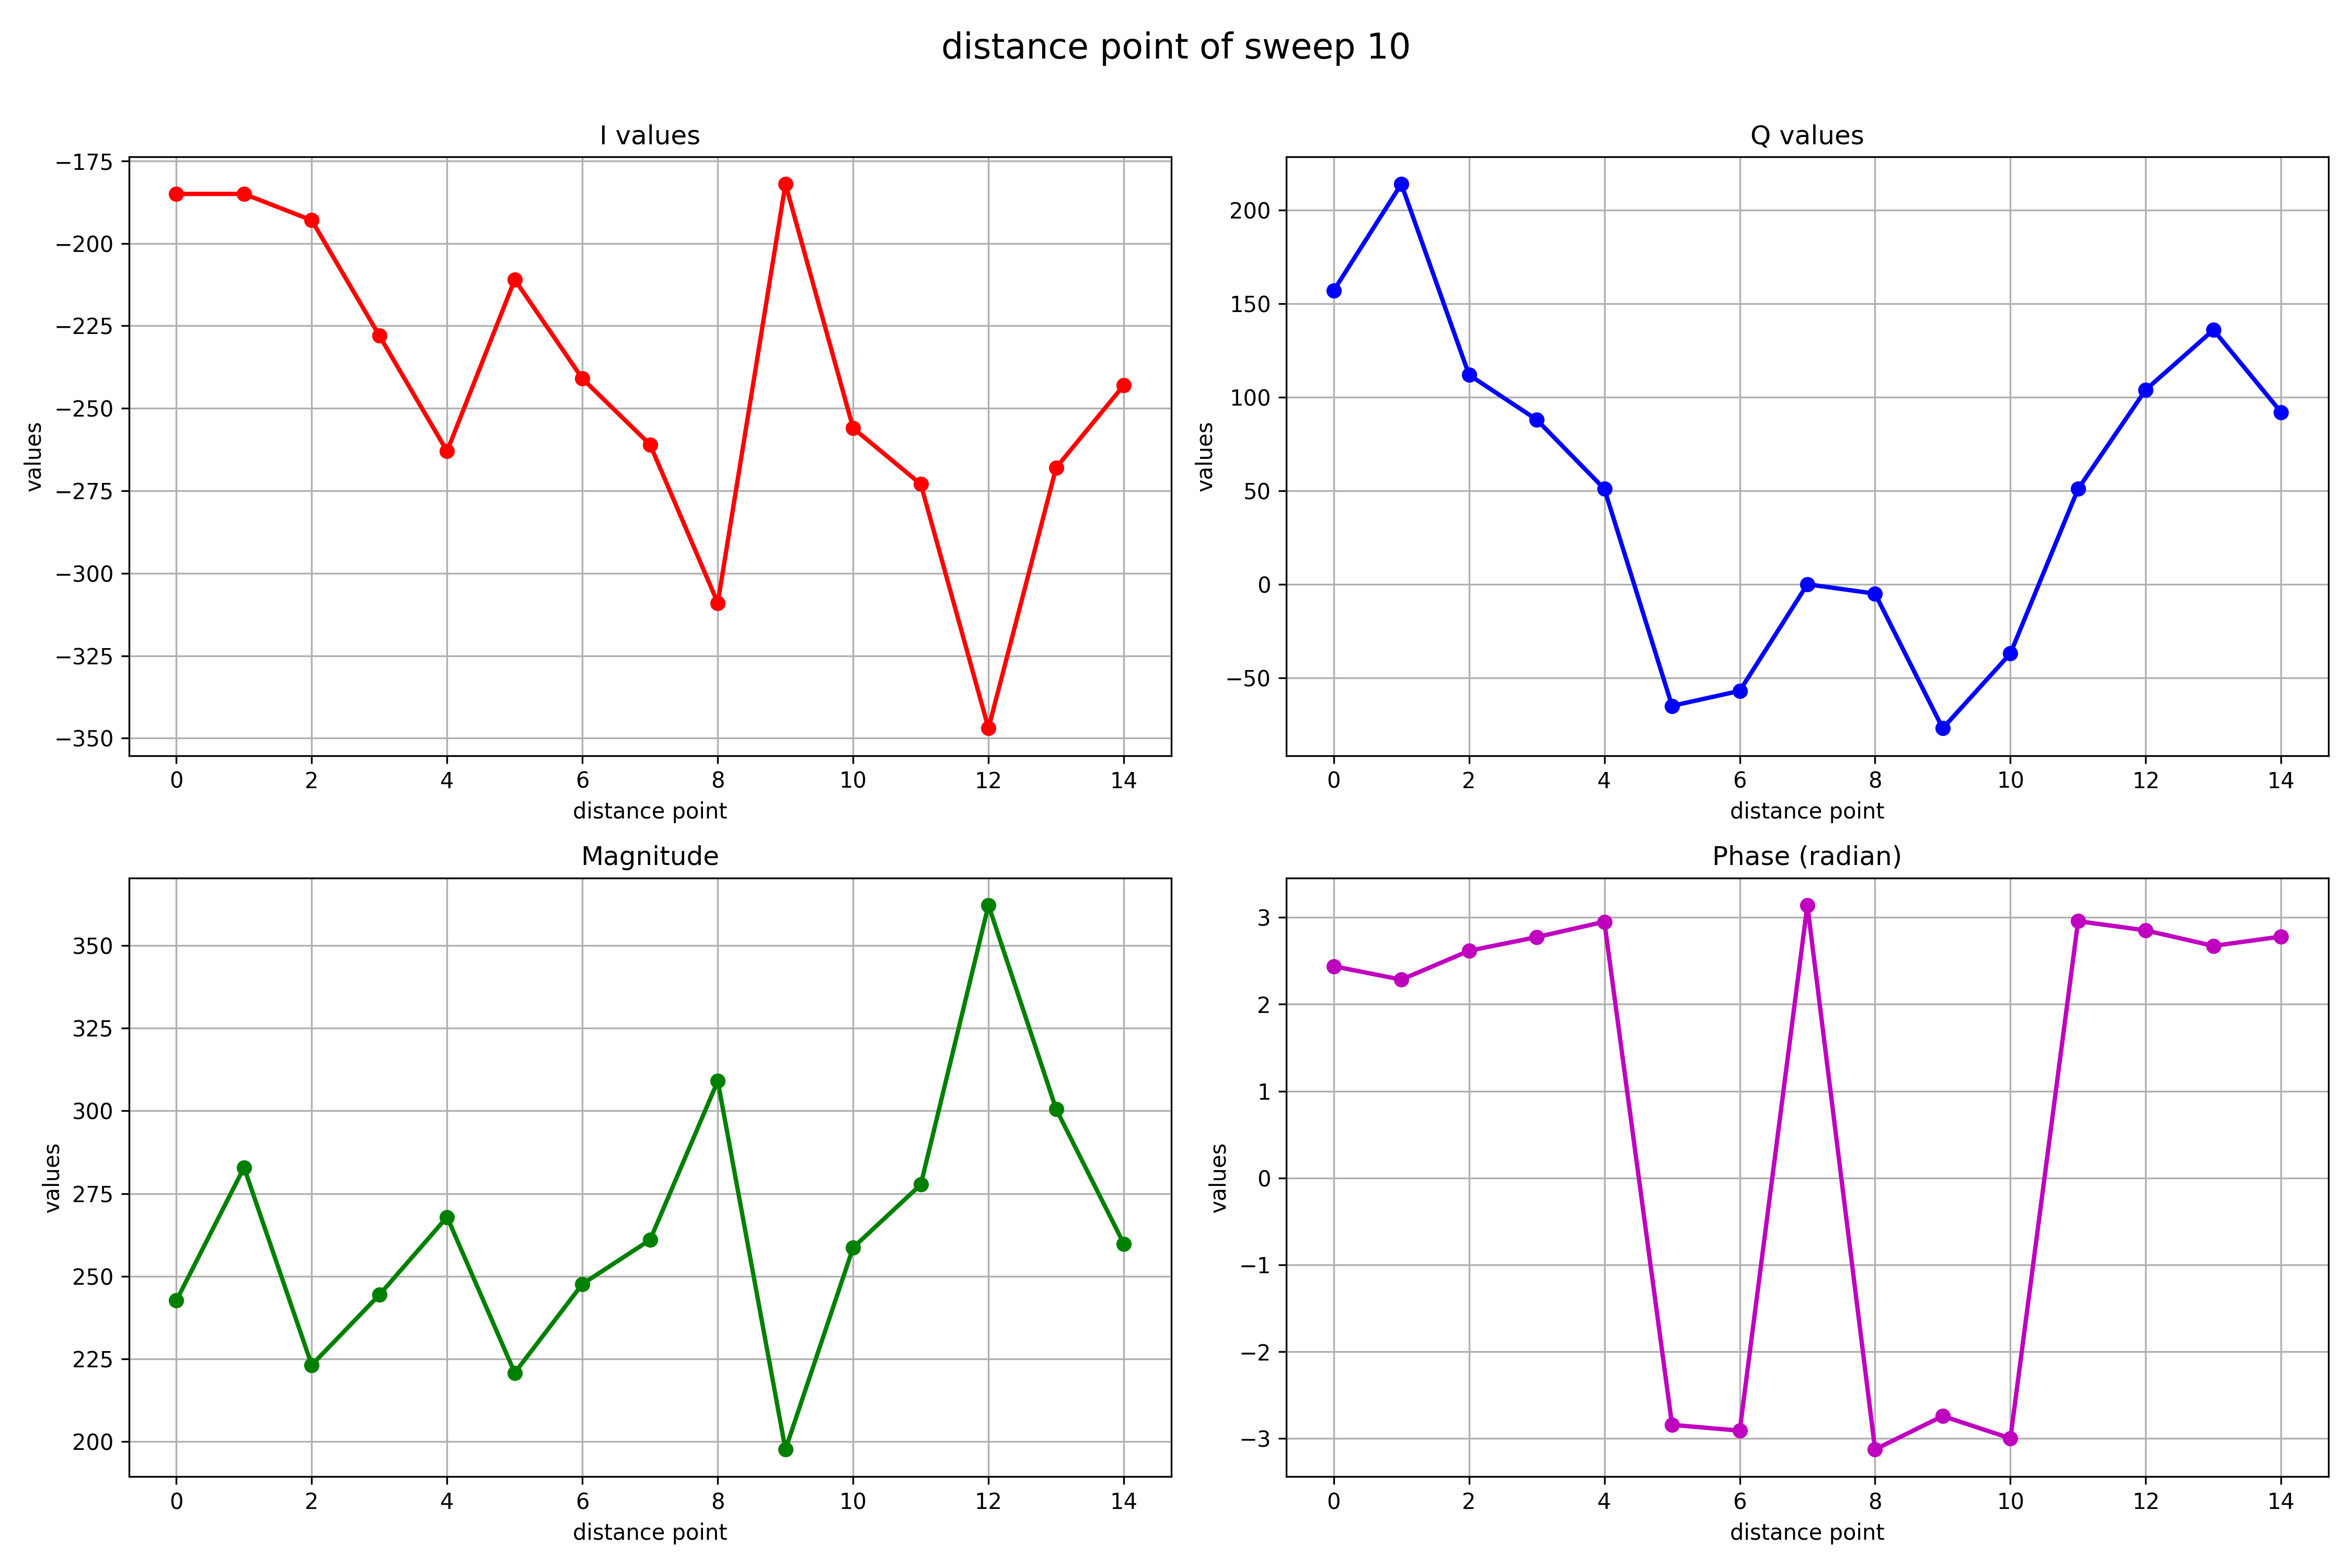 distance point of sweep 10
I values
−175
−200
−225
−250
−275
−300
−325
−350
values
0 2 4 6 8 10 12 14
distance point
Q values
200
150
100
50
0
−50
values
0 2 4 6 8 10 12 14
distance point
Magnitude
350
325
300
275
250
225
200
values
0 2 4 6 8 10 12 14
distance point
Phase (radian)
3
2
1
0
−1
−2
−3
values
0 2 4 6 8 10 12 14
distance point